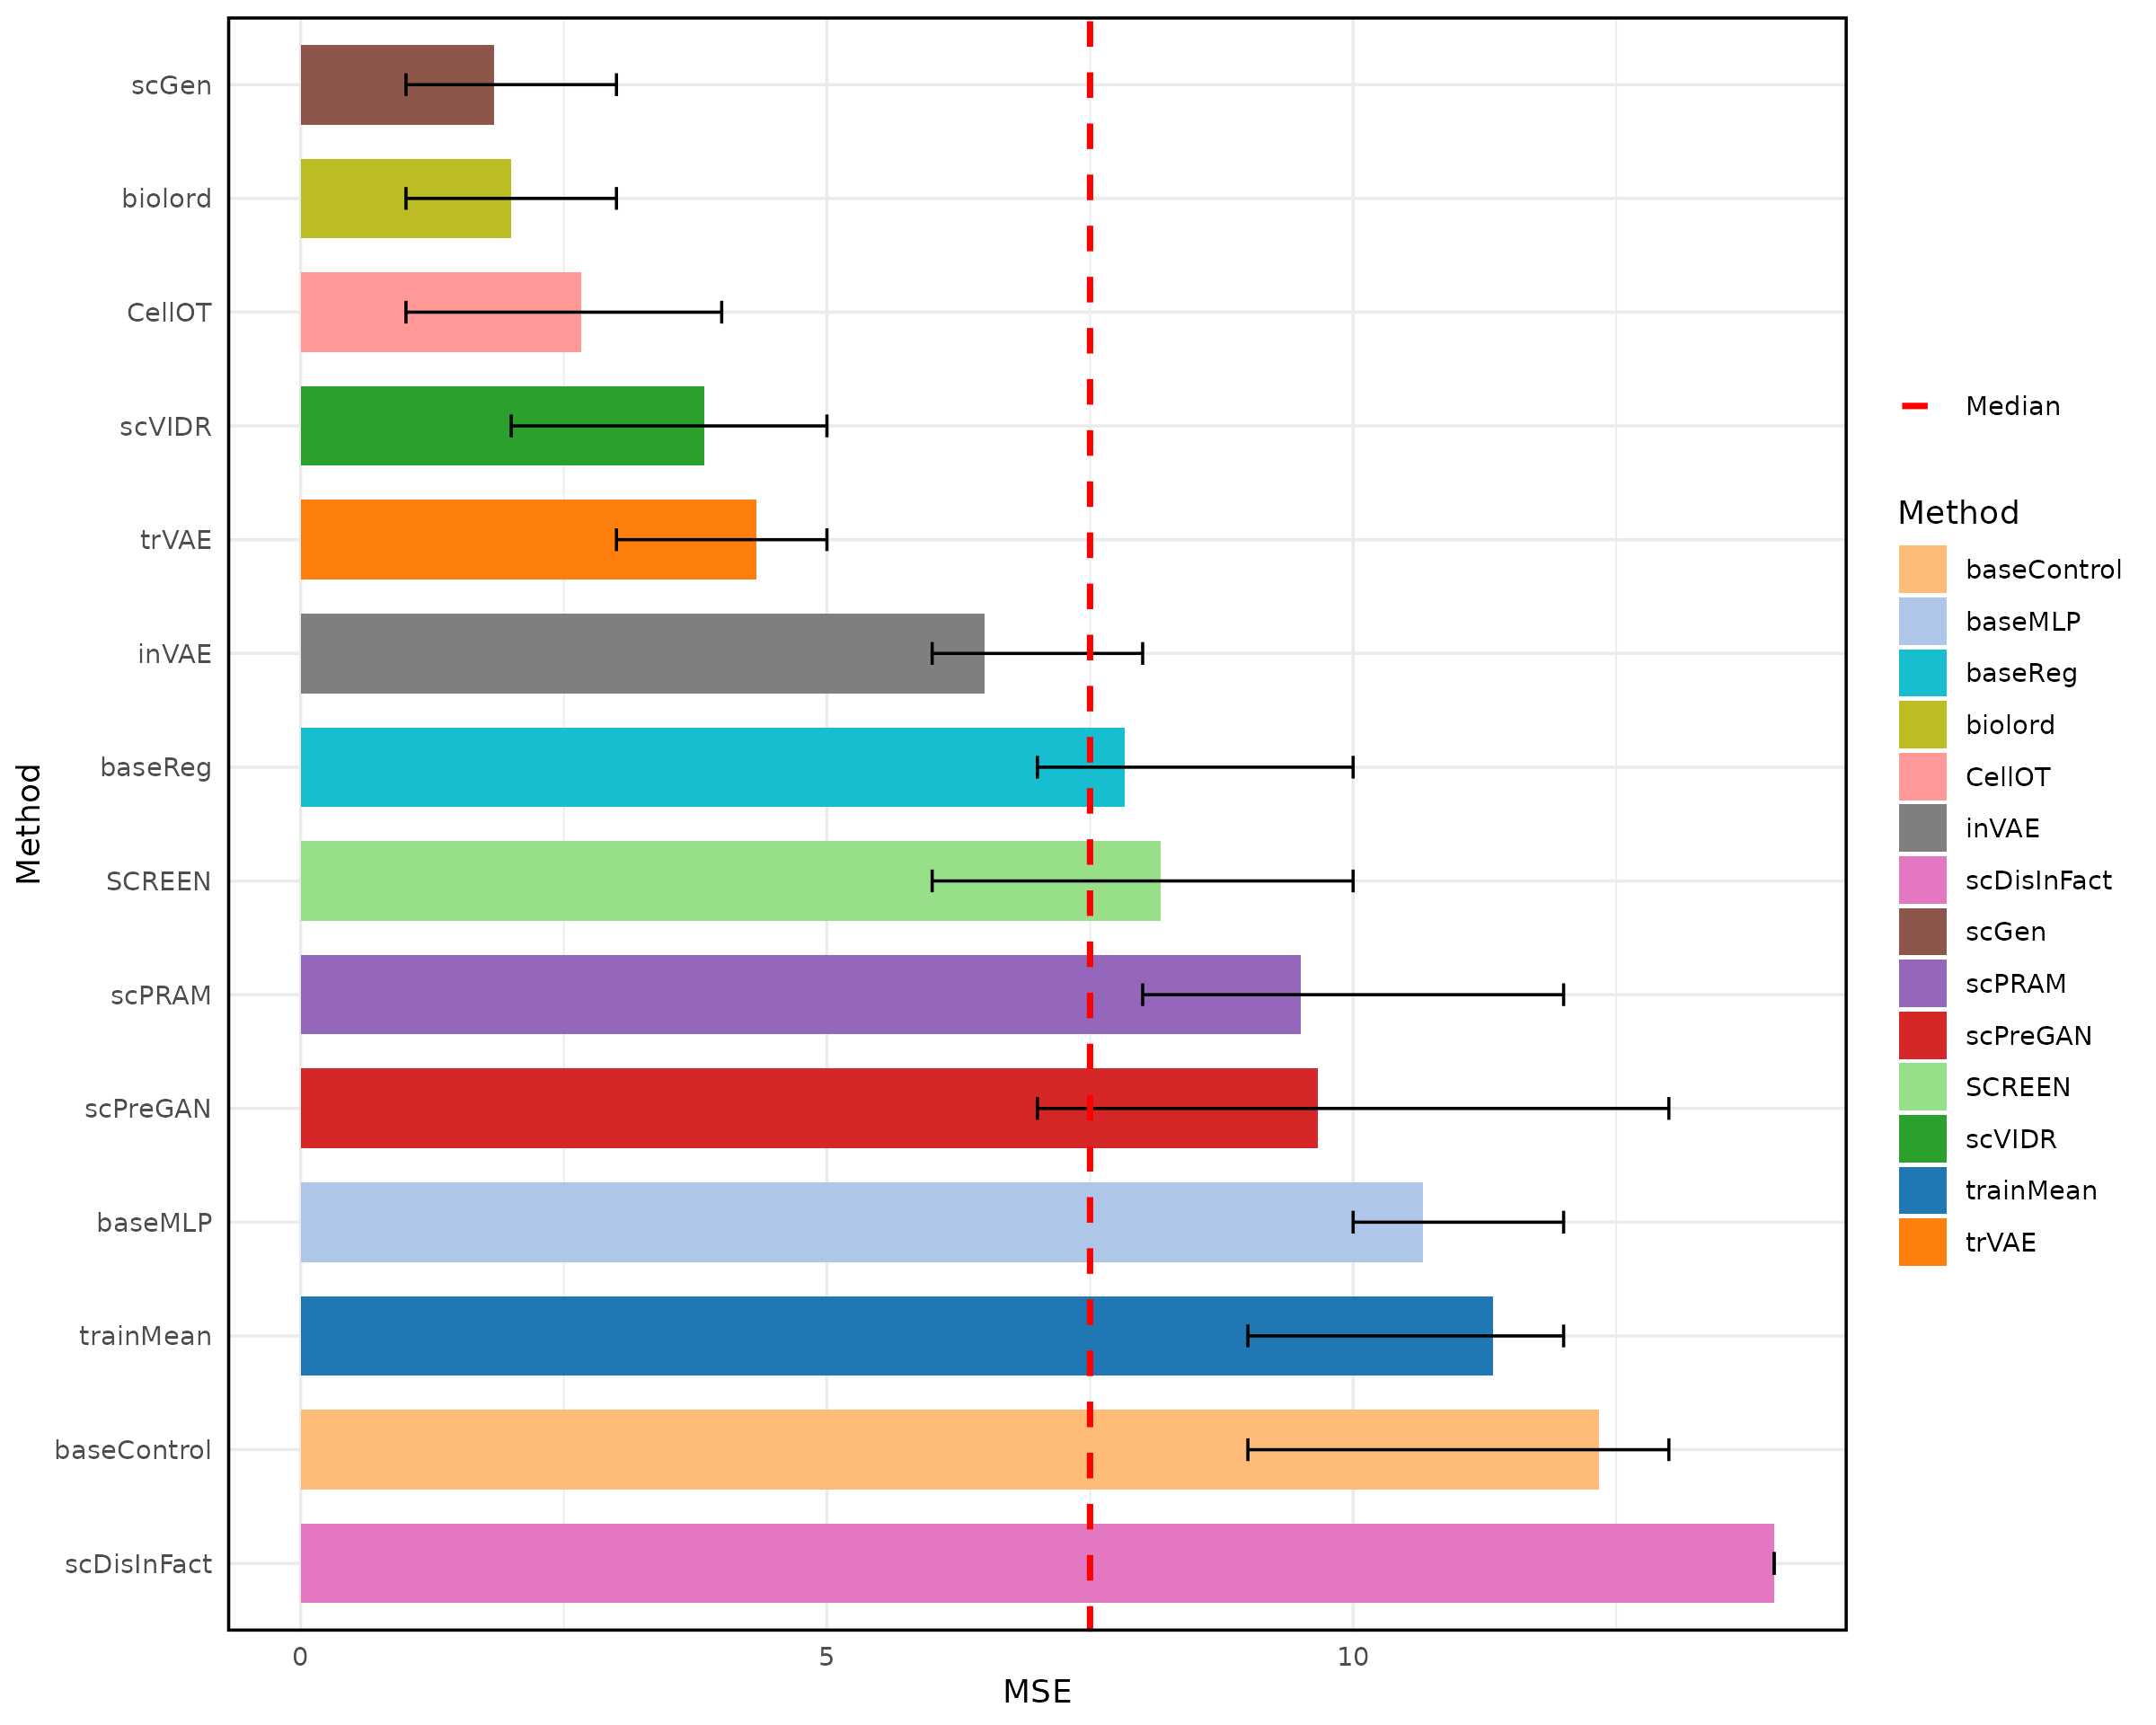 Method
scGen
biolord
CellOT
scVIDR
trVAE
inVAE
baseReg
SCREEN
scPRAM
scPreGAN
baseMLP
trainMean
baseControl
scDisInFact
0 5 10
MSE
Median
Method
baseControl
baseMLP
baseReg
biolord
CellOT
inVAE
scDisInFact
scGen
scPRAM
scPreGAN
SCREEN
scVIDR
trainMean
trVAE